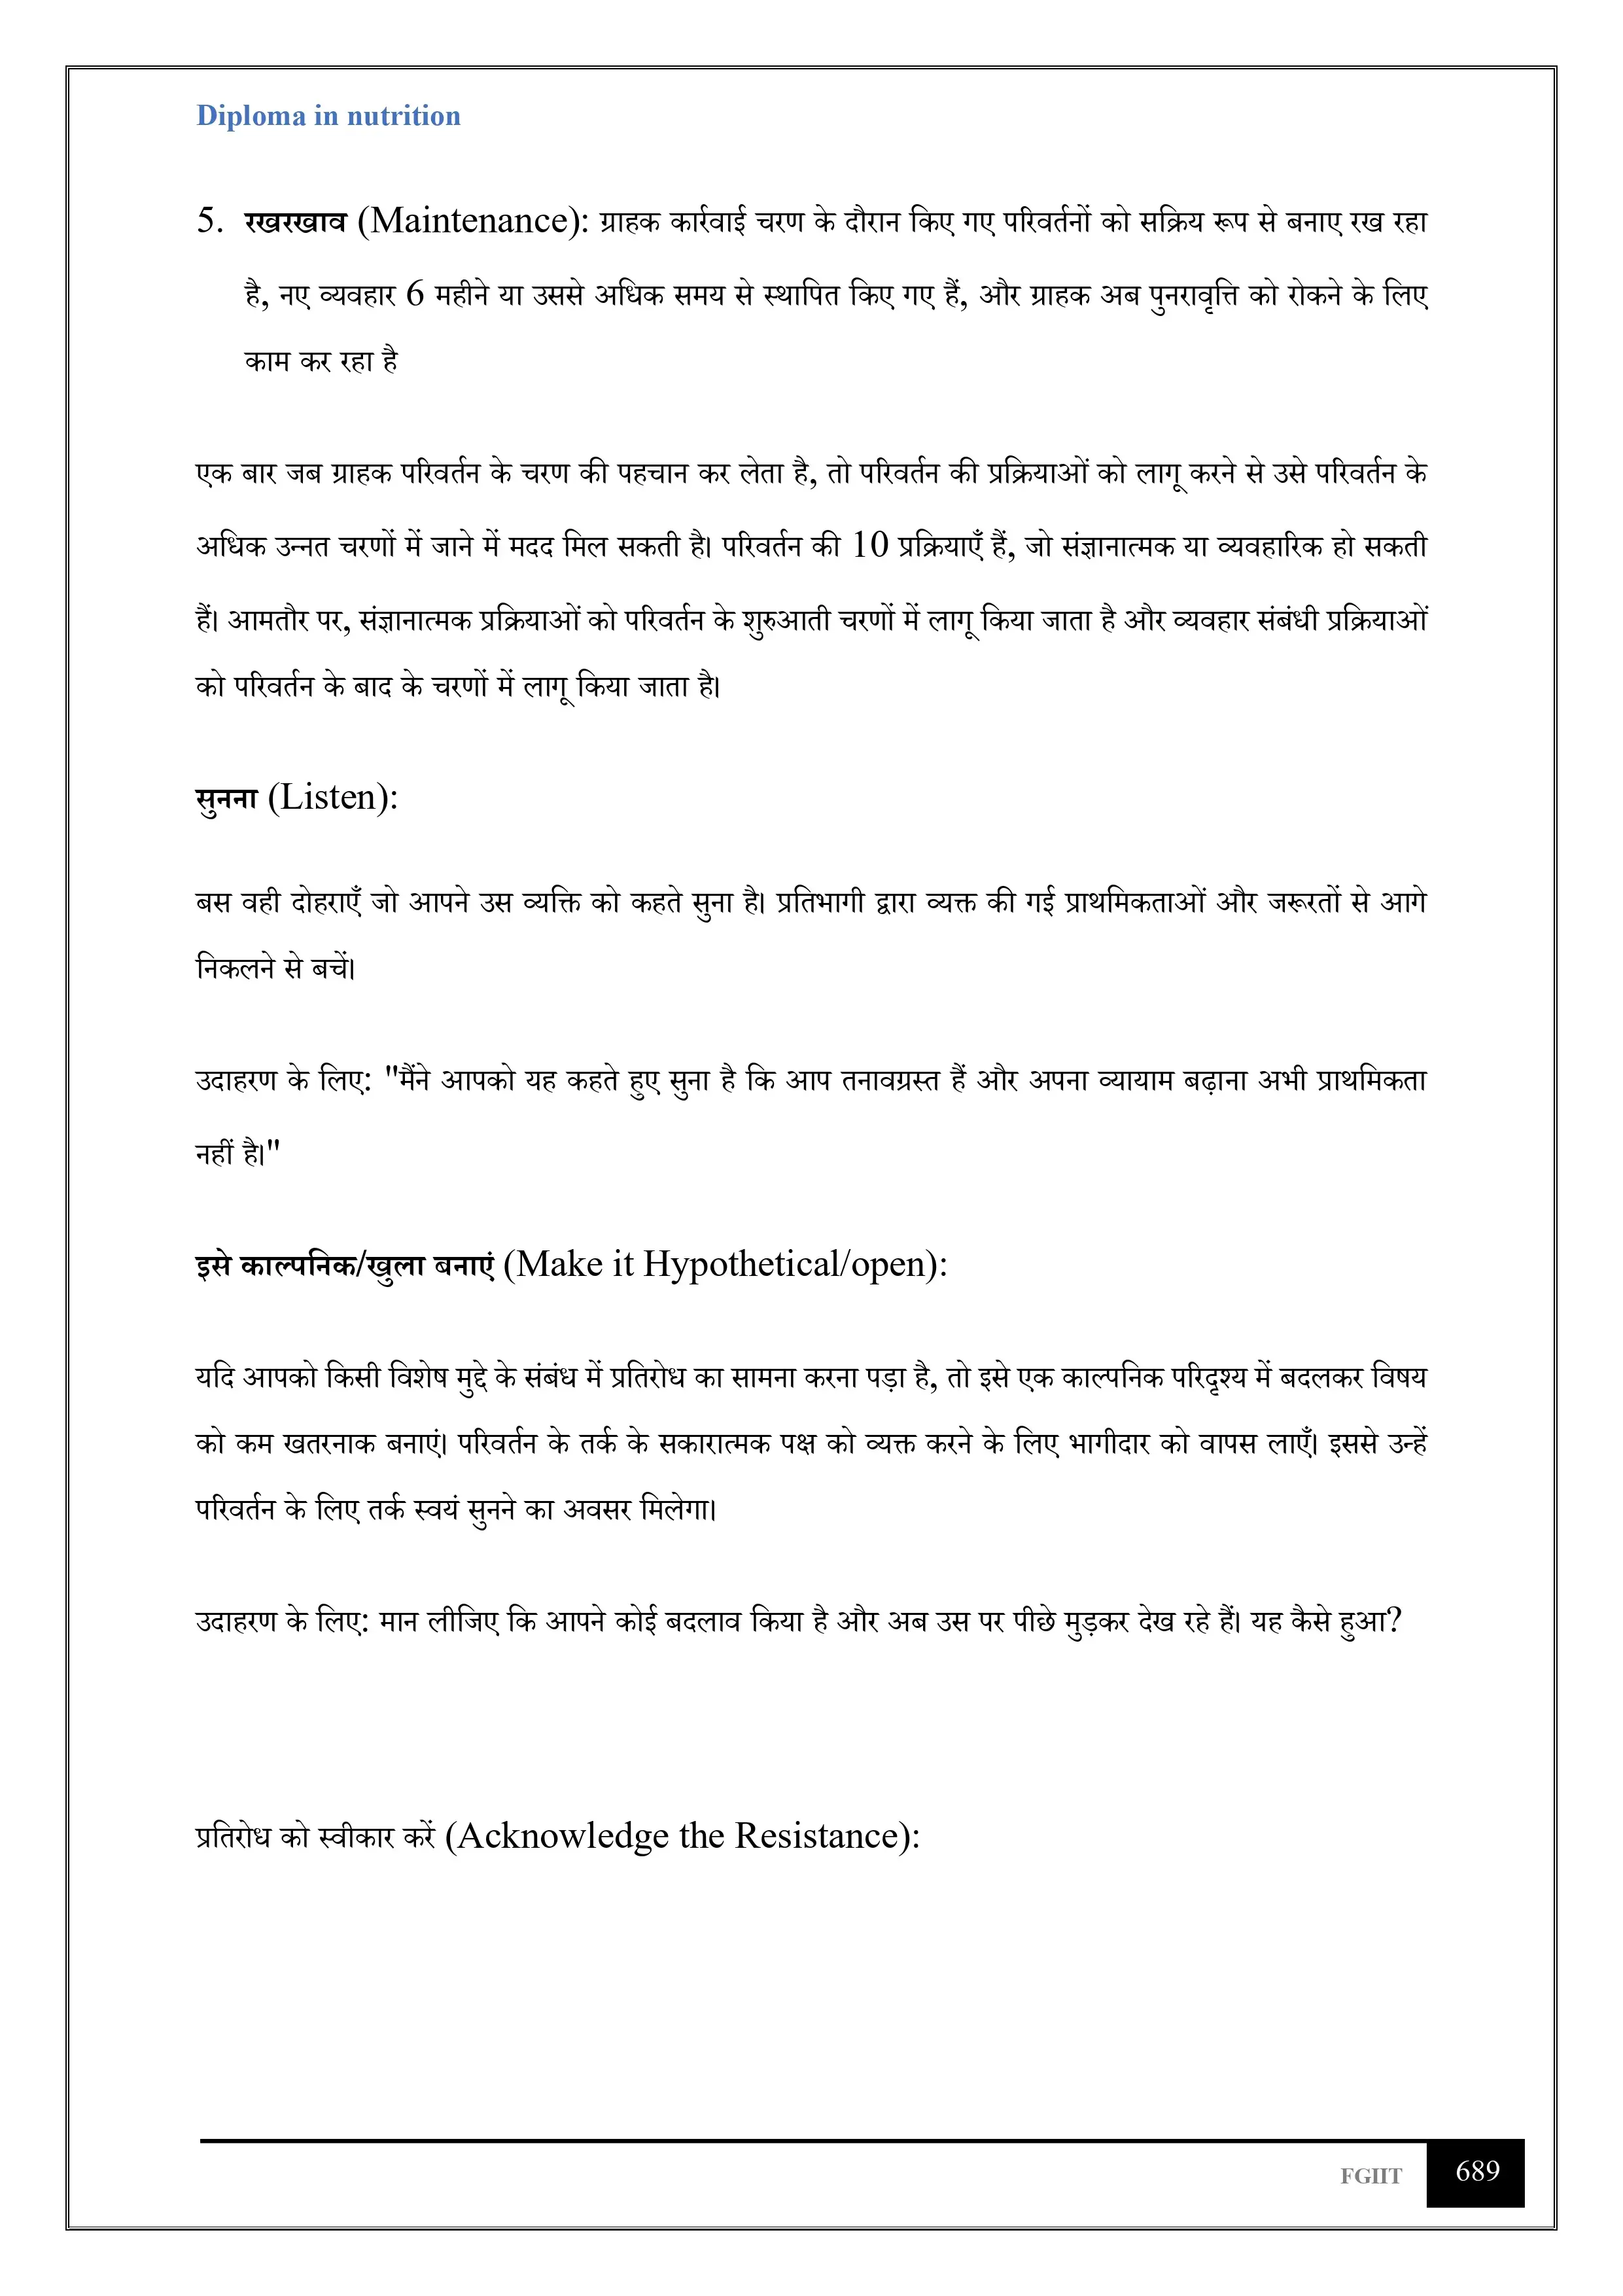 Diploma in nutrition
5. रखरखाव (Maintenance): ग्राहक कार्रवाई चरण के दौरान किए गए परिवर्तनों को सक्रिय रूप से बनाए रख रहा
है, नए व्यवहार 6 महीने या उससे अधिक समय से स्थापित किए गए हैं, और ग्राहक अब पुनरावृत्ति को रोकने के लिए
काम कर रहा है
एक बार जब ग्राहक परिवर्तन के चरण की पहचान कर लेता है, तो परिवर्तन की प्रक्रियाओं को लागू करने से उसे परिवर्तन के
अधिक उन्नत चरणों में जाने में मदद मिल सकती है। परिवर्तन की 10 प्रक्रियाएँ हैं, जो संज्ञानात्मक या व्यवहारिक हो सकती
हैं। आमतौर पर, संज्ञानात्मक प्रक्रियाओं को परिवर्तन के शुरुआती चरणों में लागू किया जाता है और व्यवहार संबंधी प्रक्रियाओं
को परिवर्तन के बाद के चरणों में लागू किया जाता है।
सुनना (Listen):
बस वही दोहराएँ जो आपने उस व्यक्ति को कहते सुना है। प्रतिभागी द्वारा व्यक्त की गई प्राथमिकताओं और जरूरतों से आगे
निकलने से बचें।
उदाहरण के लिए: "मैंने आपको यह कहते हुए सुना है कि आप तनावग्रस्त हैं और अपना व्यायाम बढ़ाना अभी प्राथमिकता
नहीं है।"
इसे काल्पनिक/खुला बनाएं (Make it Hypothetical/open):
यदि आपको किसी विशेष मुद्दे के संबंध में प्रतिरोध का सामना करना पड़ा है, तो इसे एक काल्पनिक परिदृश्य में बदलकर विषय
को कम खतरनाक बनाएं। परिवर्तन के तर्क के सकारात्मक पक्ष को व्यक्त करने के लिए भागीदार को वापस लाएँ। इससे उन्हें
परिवर्तन के लिए तर्क स्वयं सुनने का अवसर मिलेगा।
उदाहरण के लिए: मान लीजिए कि आपने कोई बदलाव किया है और अब उस पर पीछे मुड़कर देख रहे हैं। यह कैसे हुआ?
प्रतिरोध को स्वीकार करें (Acknowledge the Resistance):
FGIIT 689